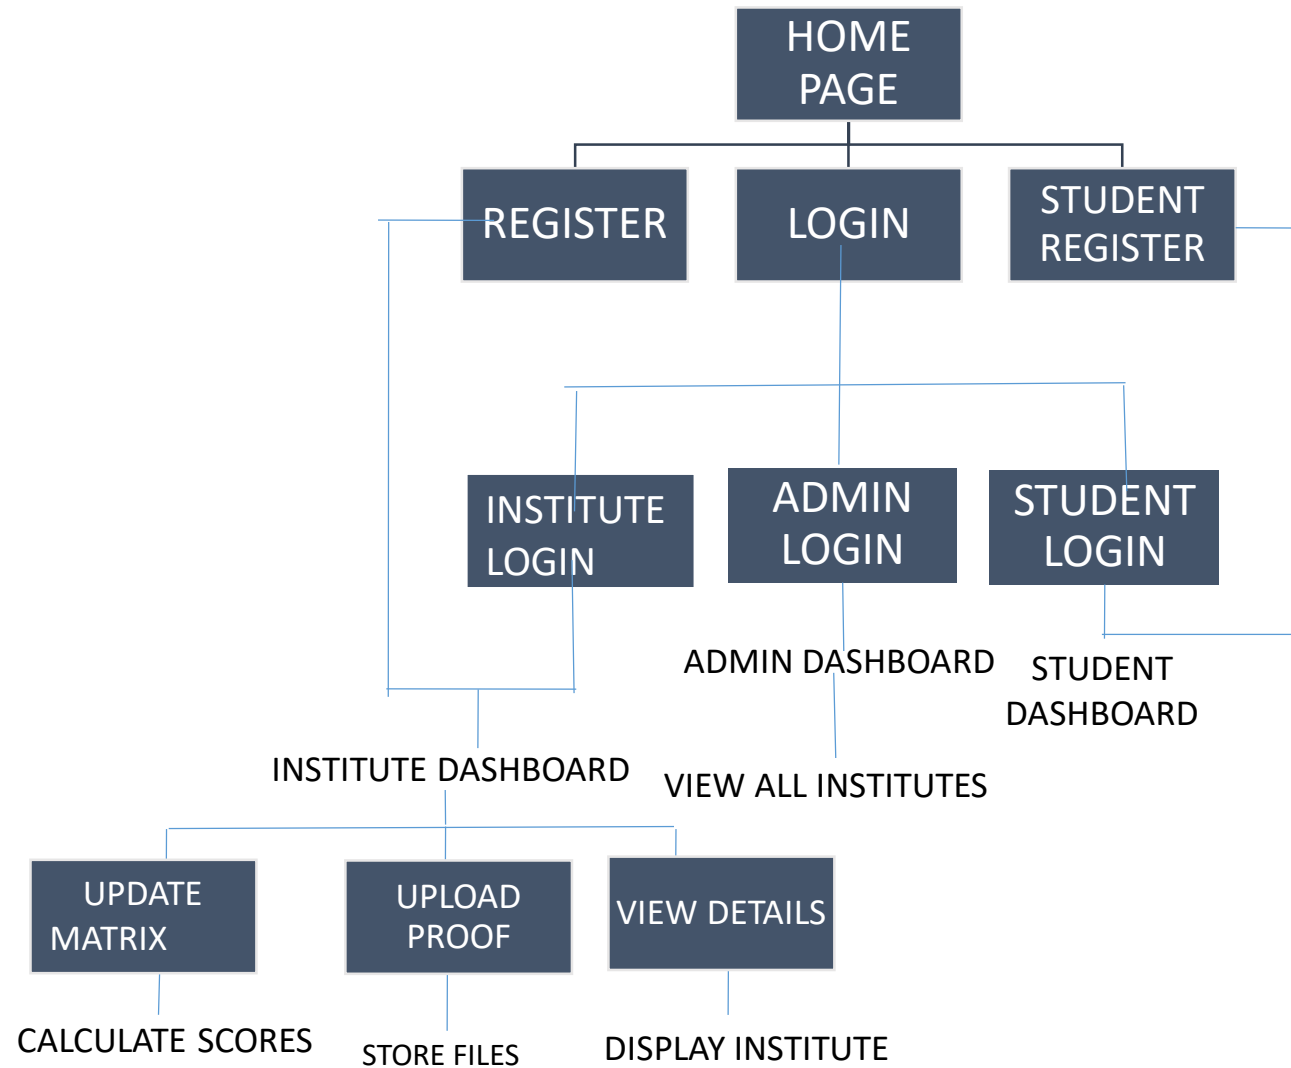 HOME
PAGE
REGISTER
LOGIN
STUDENT
REGISTER
INSTITUTE
LOGIN
ADMIN
LOGIN
STUDENT
LOGIN
ADMIN DASHBOARD
STUDENT
DASHBOARD
INSTITUTE DASHBOARD
VIEW ALL INSTITUTES
UPDATE
MATRIX
UPLOAD
PROOF
VIEW DETAILS
CALCULATE SCORES
STORE FILES
DISPLAY INSTITUTE